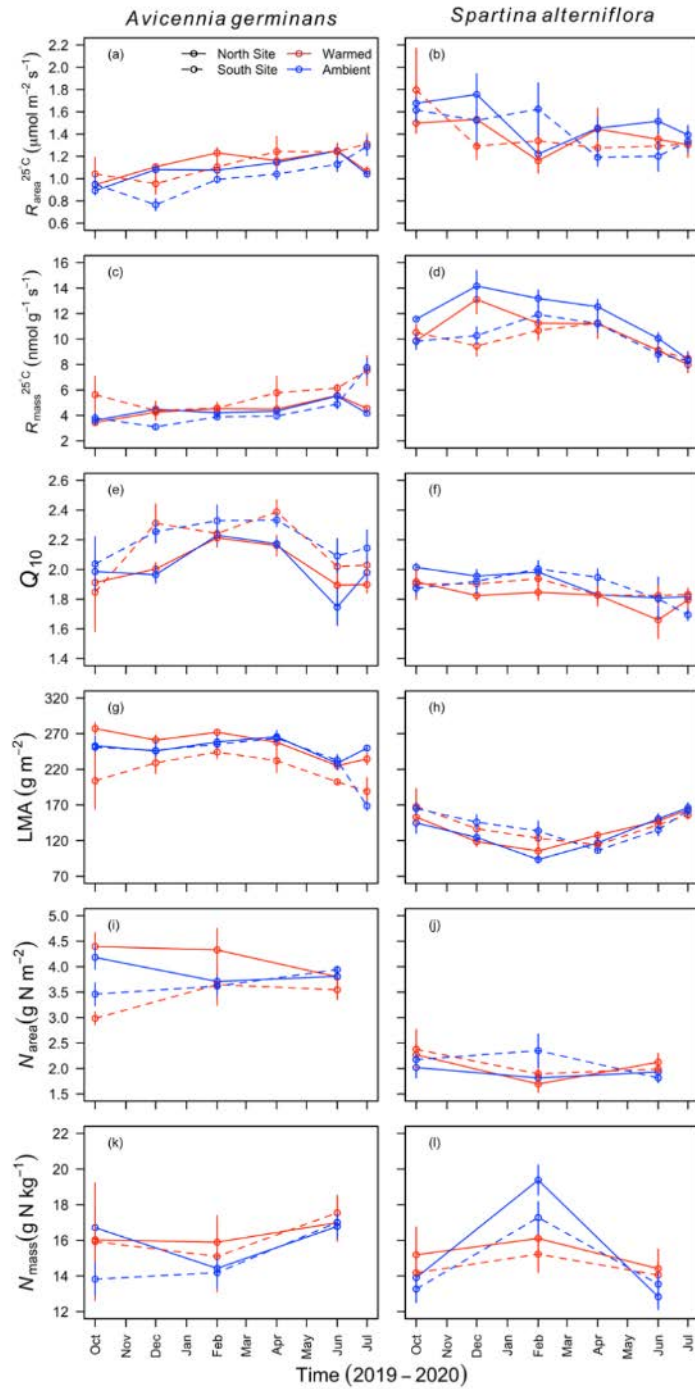 Avicennia germinans Spartina alterniflora
(a) North Site South Site Warmed Ambient (b)
R_area^25°C (μmol m−2 s−1)
2.2
2.0
1.8
1.6
1.4
1.2
1.0
0.8
0.6
(c) (d)
R_mass^25°C (nmol g−1 s−1)
16
14
12
10
8
6
4
2
(e) (f)
Q10
2.6
2.4
2.2
2.0
1.8
1.6
1.4
(g) (h)
LMA (g m−2)
320
270
220
170
120
70
(i) (j)
N_area (g N m−2)
5.0
4.5
4.0
3.5
3.0
2.5
2.0
1.5
(k) (l)
N_mass (g N kg−1)
22
20
18
16
14
12
Oct Nov Dec Jan Feb Mar Apr May Jun Jul Oct Nov Dec Jan Feb Mar Apr May Jun Jul
Time (2019−2020)